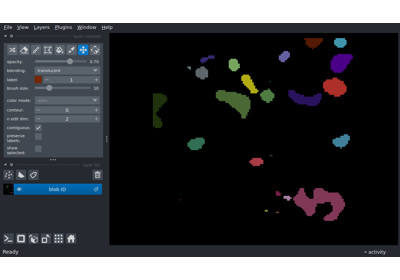 File View Layers Plugins Window Help
opacity: 0.70
blending: translucent
label: 1
brush size: 10
color mode:
contour: 0
n edit dim: 2
contiguous:
preserve labels:
show selected:
blob ID
Ready
activity